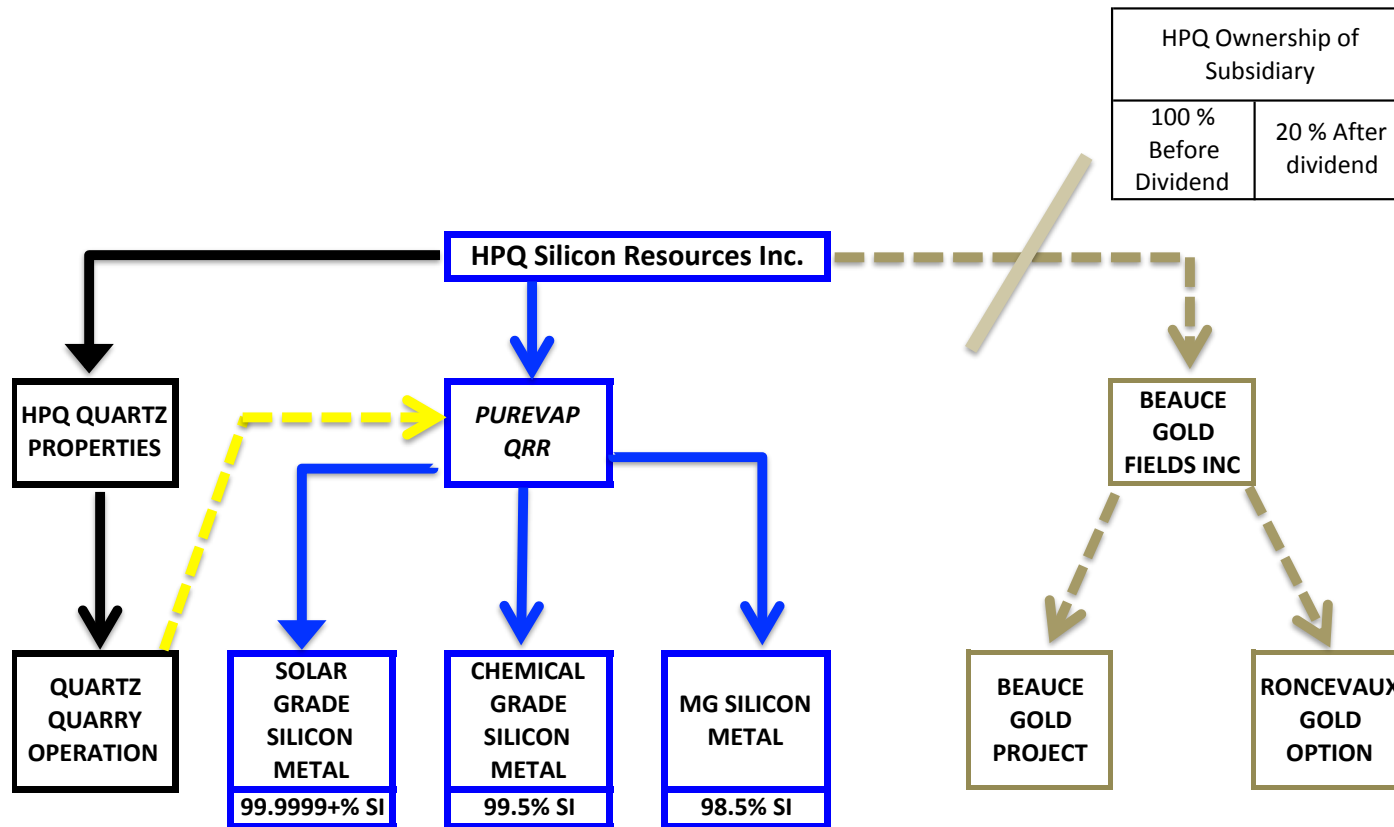 HPQ Ownership of
Subsidiary
100 %
Before
Dividend
20 % After
dividend
HPQ Silicon Resources Inc.
HPQ QUARTZ
PROPERTIES
PUREVAP
QRR
BEAUCE
GOLD
FIELDS INC
QUARTZ
QUARRY
OPERATION
SOLAR
GRADE
SILICON
METAL
99.9999+% SI
CHEMICAL
GRADE
SILICON
METAL
99.5% SI
MG SILICON
METAL
98.5% SI
BEAUCE
GOLD
PROJECT
RONCEVAUX
GOLD
OPTION